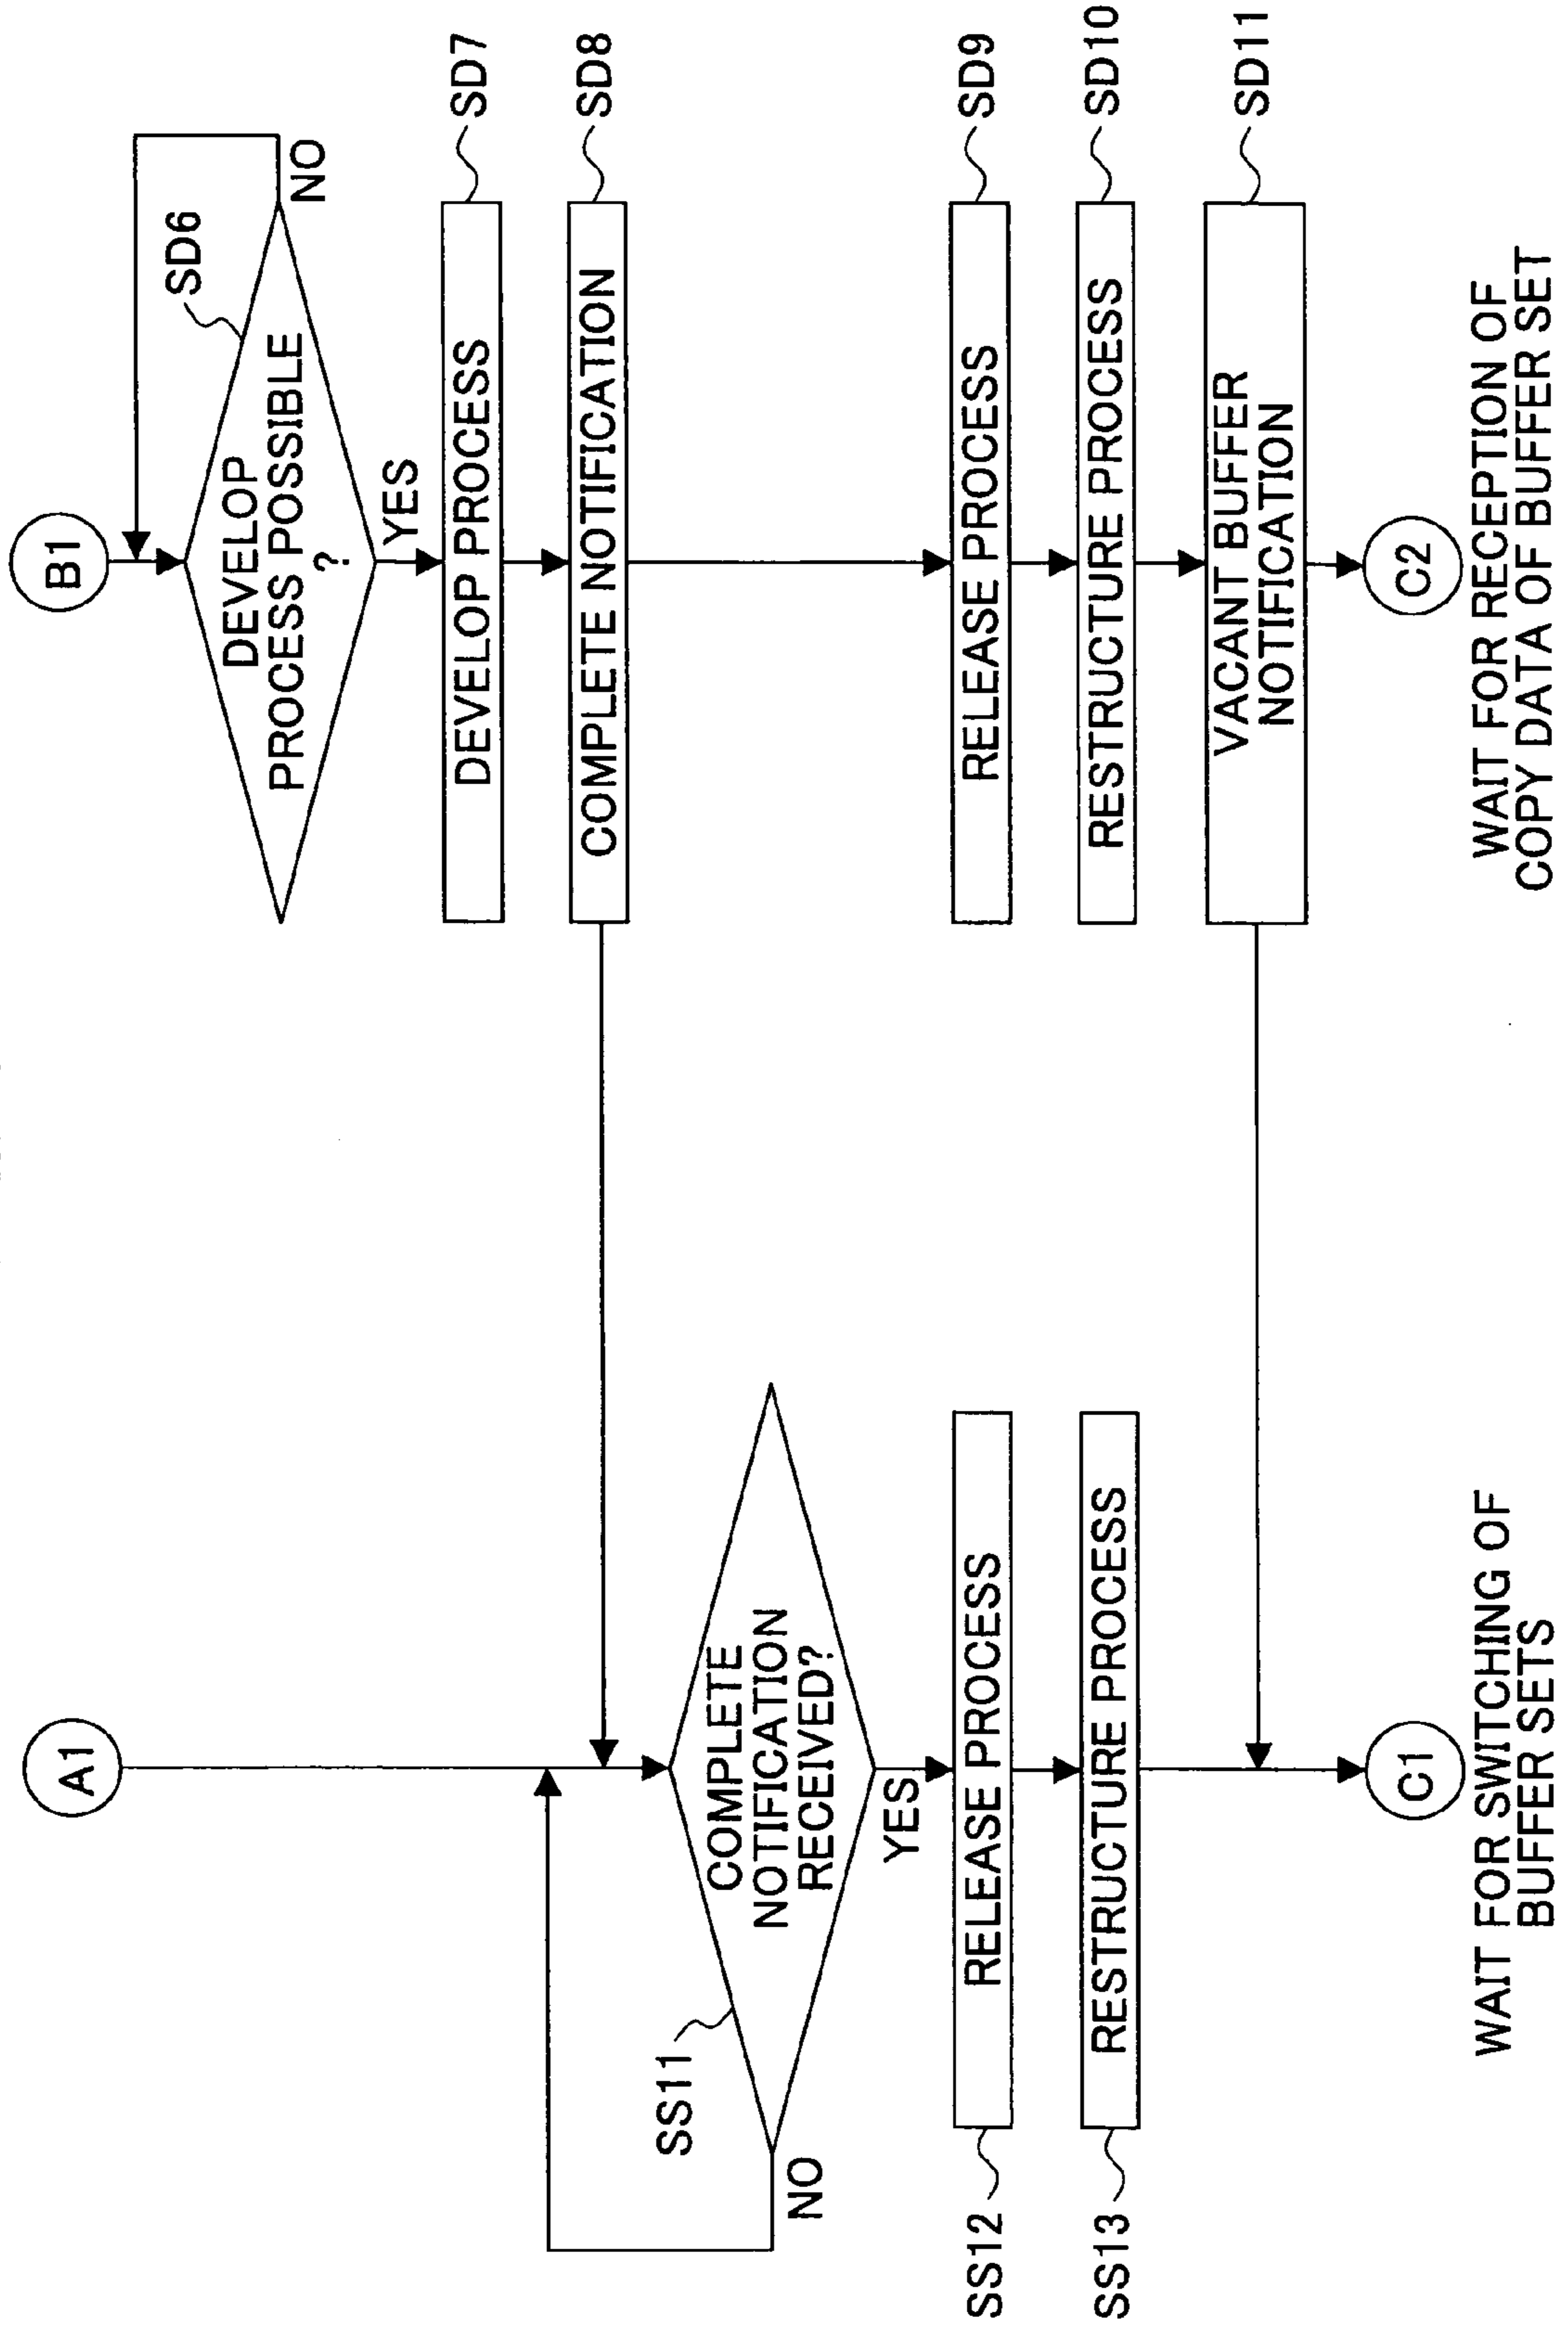 A1
SS11
COMPLETE
NOTIFICATION
RECEIVED?
NO
YES
SS12
RELEASE PROCESS
SS13
RESTRUCTURE PROCESS
C1
WAIT FOR SWITCHING OF
BUFFER SETS
B1
SD6
DEVELOP
PROCESS POSSIBLE
?
NO
YES
DEVELOP PROCESS
SD7
COMPLETE NOTIFICATION
SD8
RELEASE PROCESS
SD9
RESTRUCTURE PROCESS
SD10
VACANT BUFFER
NOTIFICATION
SD11
C2
WAIT FOR RECEPTION OF
COPY DATA OF BUFFER SET